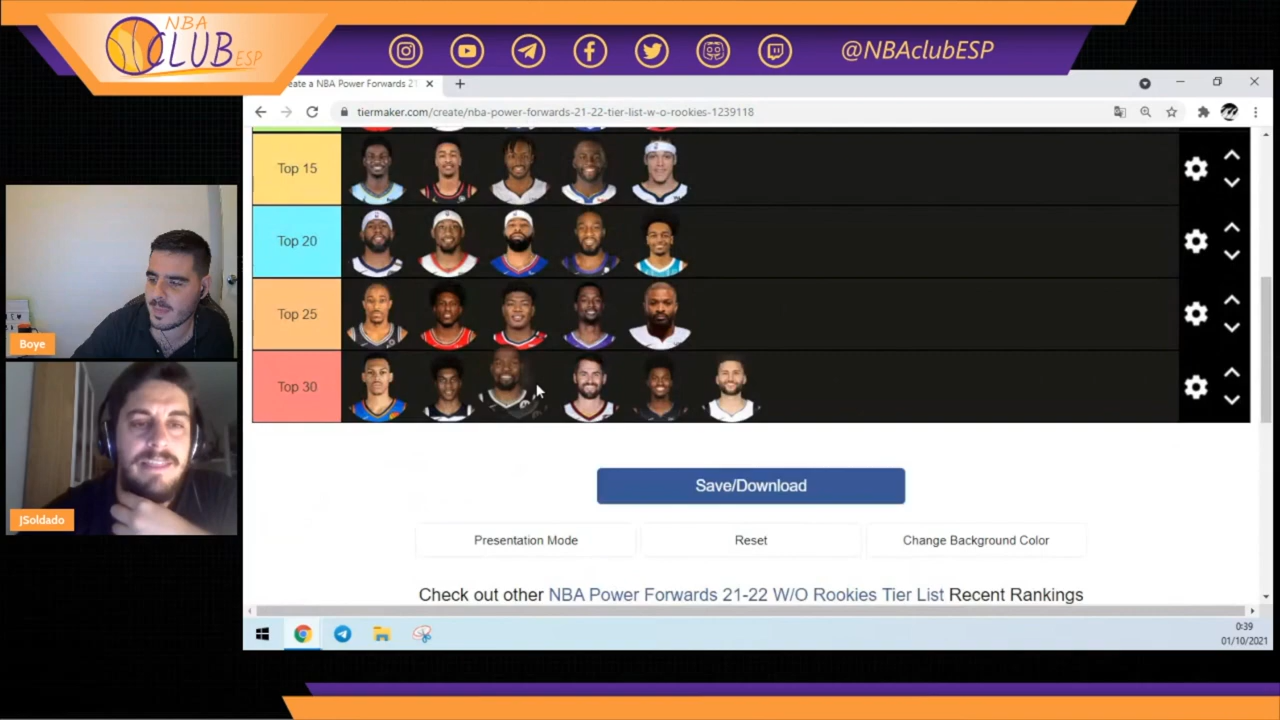 NBA
CLUB
ESP
@NBAclubESP
eate a NBA Power Forwards 21
tiermaker.com/create/nba-power-forwards-21-22-tier-list-w-o-rookies-1239118
Top 15
Top 20
Top 25
Top 30
Boye
JSoldado
Save/Download
Presentation Mode
Reset
Change Background Color
Check out other NBA Power Forwards 21-22 W/O Rookies Tier List Recent Rankings
0:39
01/10/2021